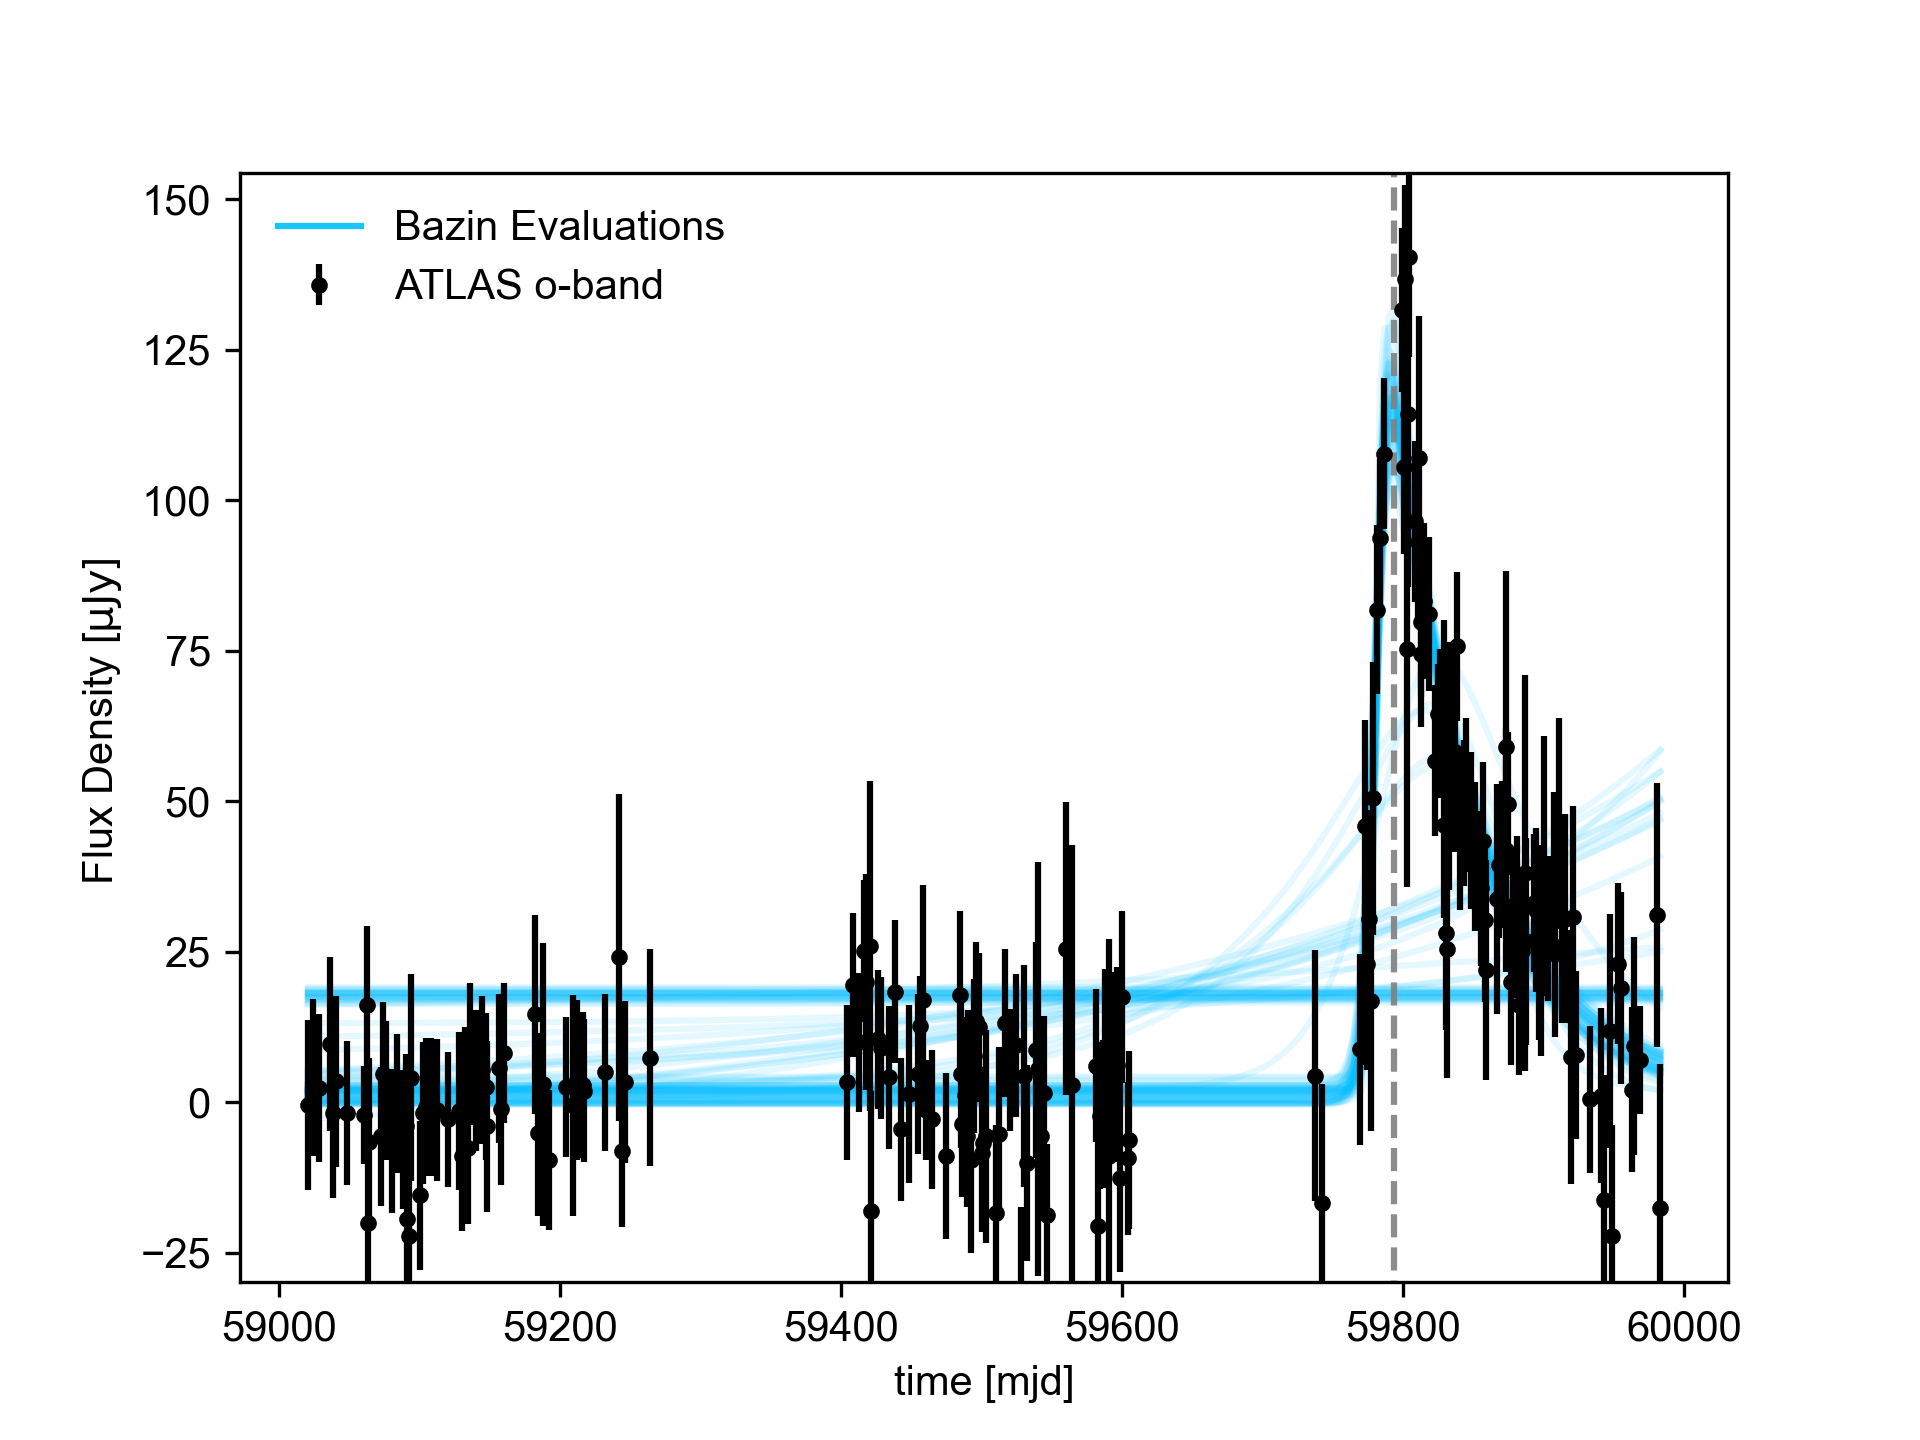 Bazin Evaluations
ATLAS o-band
150
125
100
75
50
25
0
−25
Flux Density [µJy]
59000 59200 59400 59600 59800 60000
time [mjd]